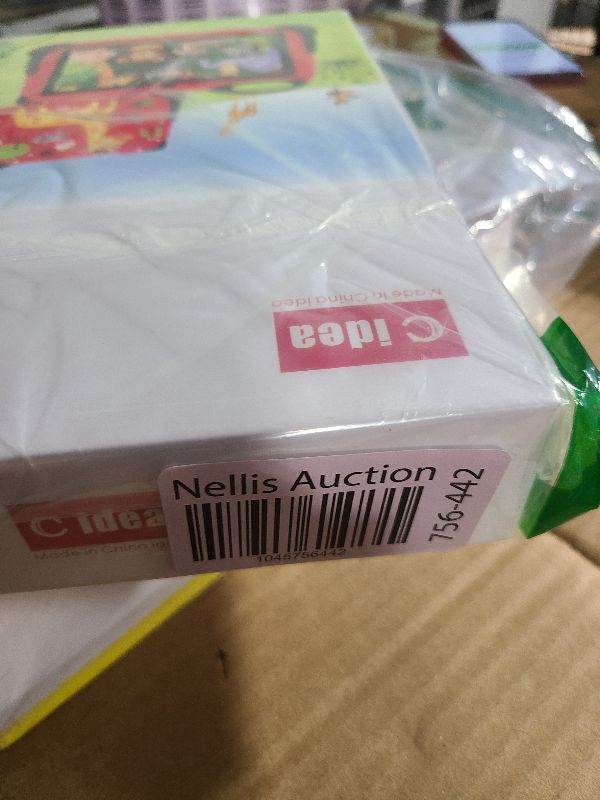 Made in China Idea
C idea
Nellis Auction
1045756442
756-442
C idea
Made in China